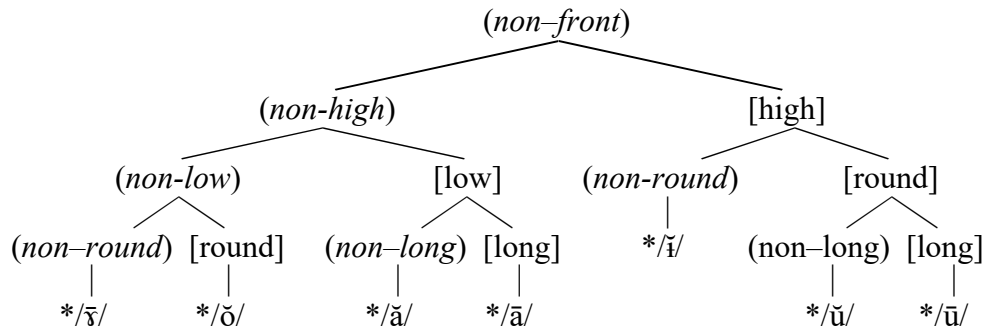 (non–front)
(non-high) [high]
(non-low) [low] (non-round) [round]
(non–round) [round] (non–long) [long] */ɨ̆/ (non–long) [long]
*/ɤ̄/ */ŏ/ */ă/ */ā/ */ŭ/ */ū/